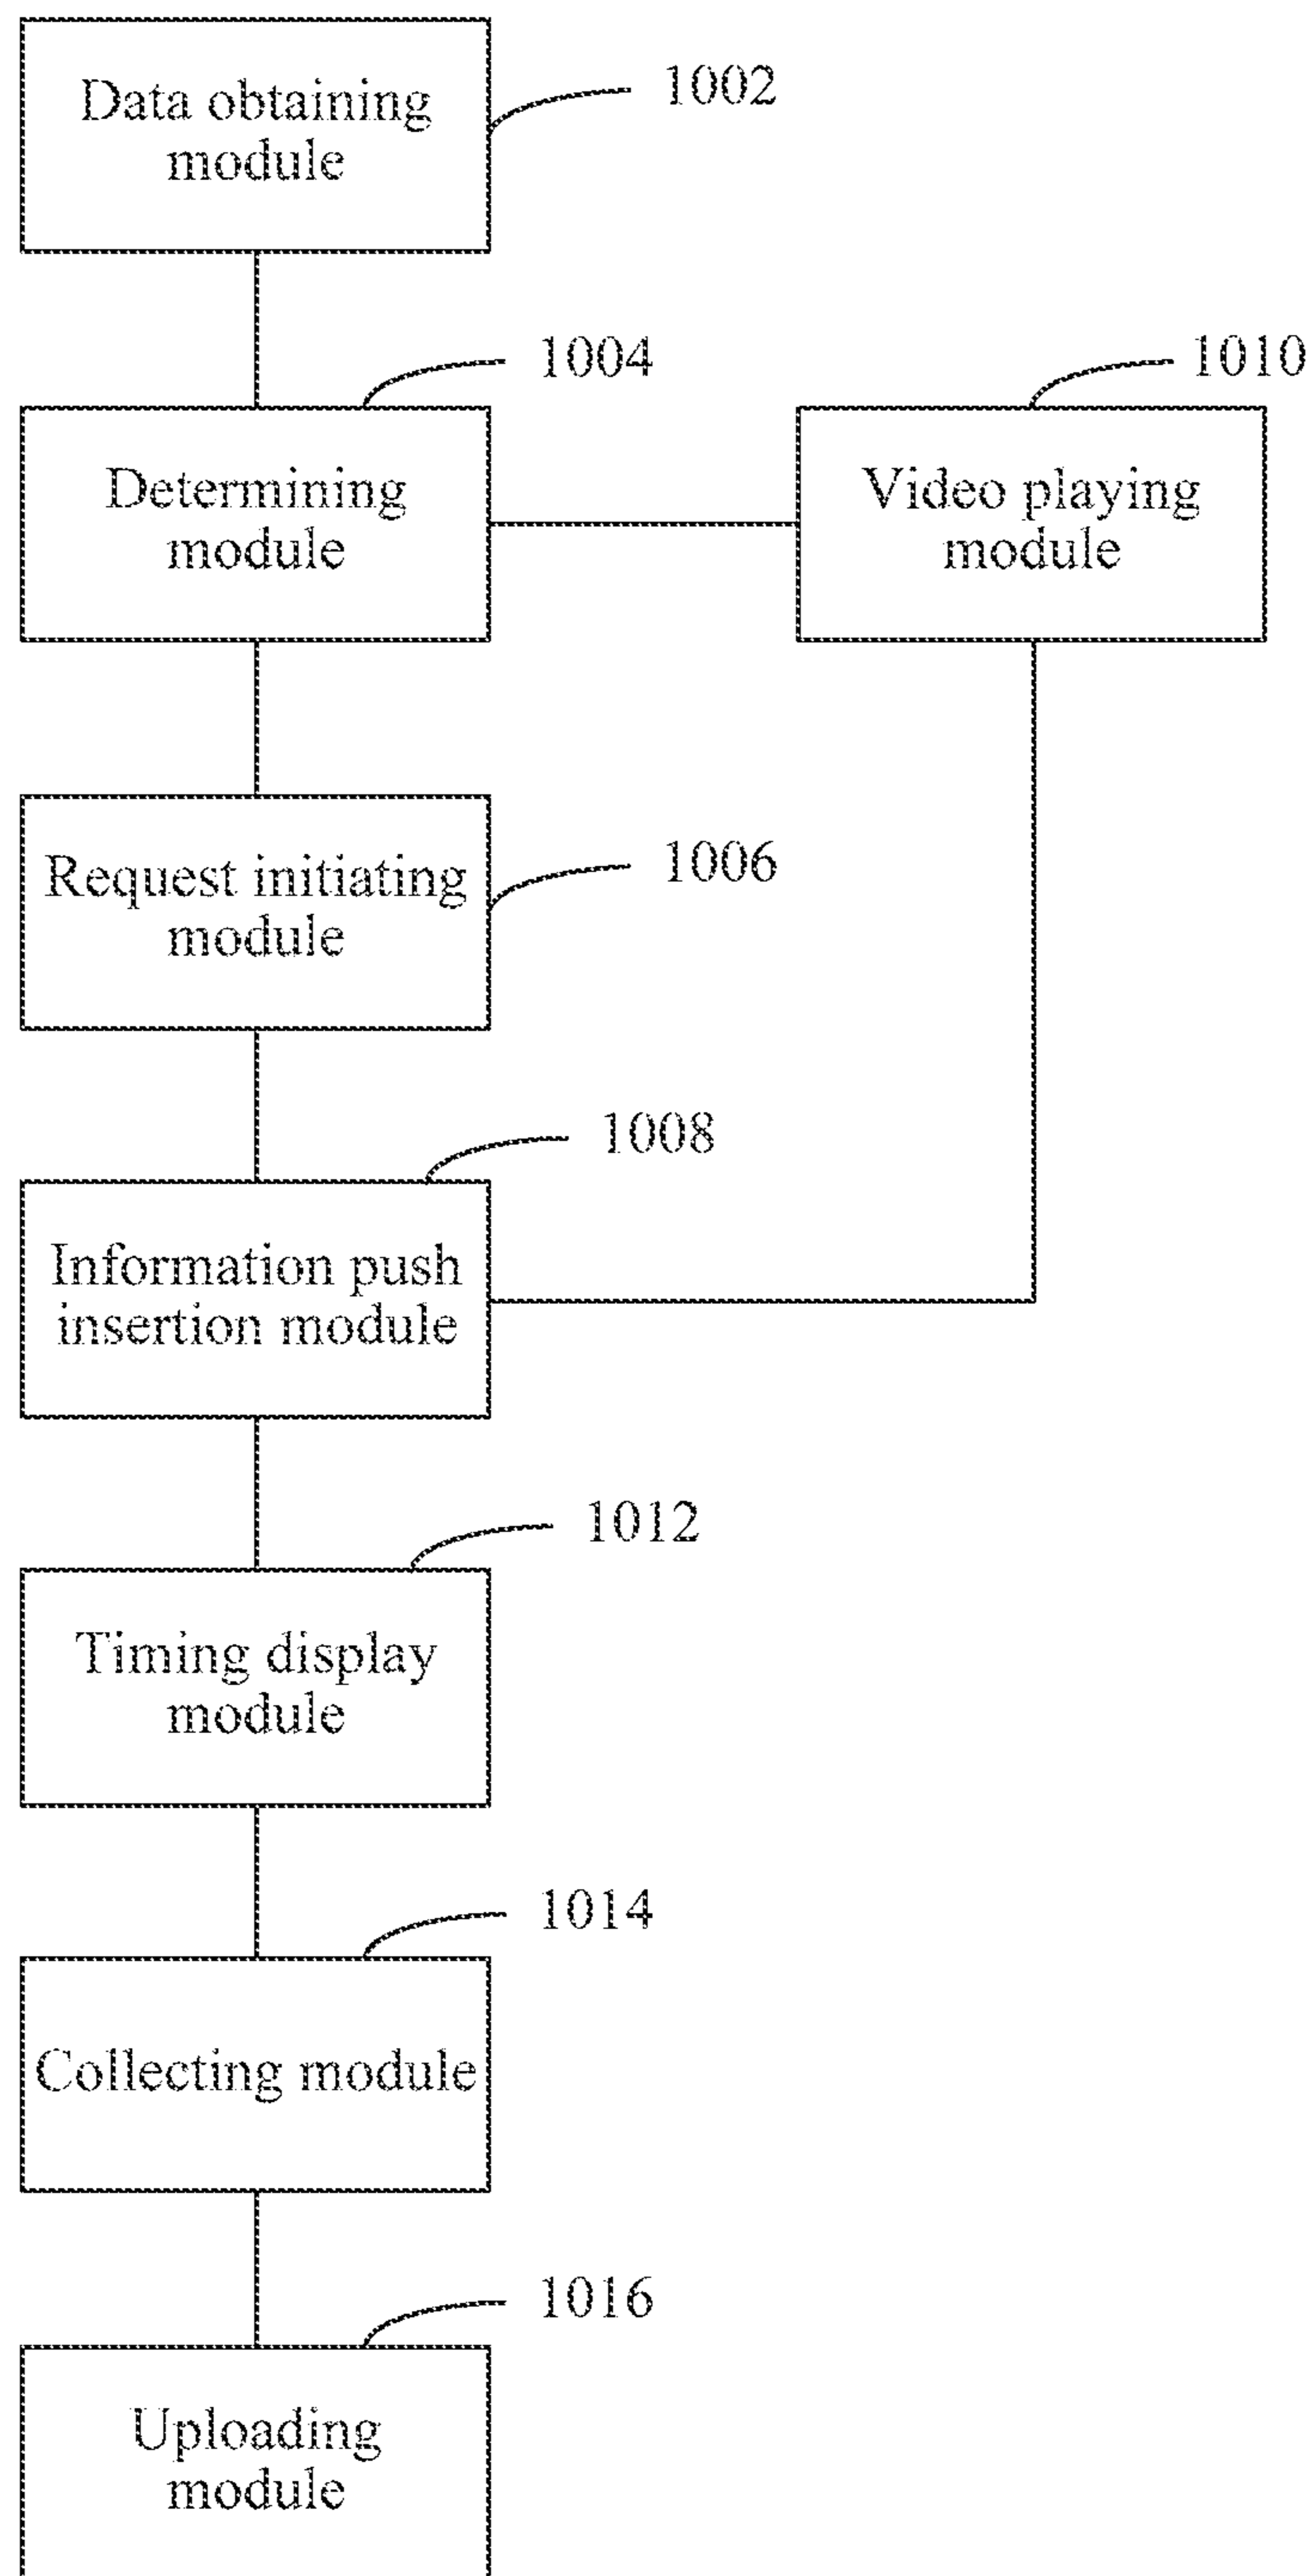 Data obtaining
module
1002
1004
1010
Determining
module
Video playing
module
Request initiating
module
1006
1008
Information push
insertion module
1012
Timing display
module
1014
Collecting module
1016
Uploading
module